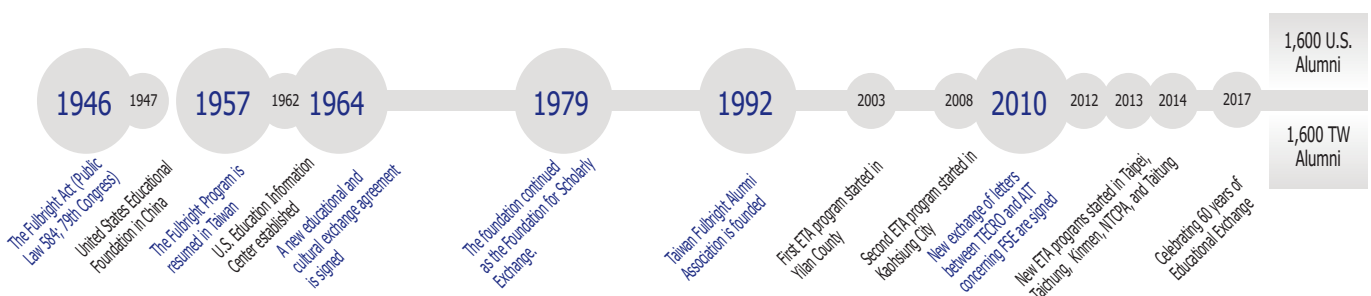 1946
1947
1957
1962
1964
1979
1992
2003
2008
2010
2012
2013
2014
2017
1,600 U.S.
Alumni
1,600 TW
Alumni
The Fulbright Act (Public
Law 584; 79th Congress)
United States Educational
Foundation in China
The Fulbright Program is
resumed in Taiwan
U.S. Education Information
Center established
A new educational and
cultural exchange agreement
is signed
The foundation continued
as the Foundation for Scholarly
Exchange.
Taiwan Fulbright Alumni
Association is founded
First ETA program started in
Yilan County
Second ETA program started in
Kaohsiung City
New exchange of letters
between TECRO and AIT
concerning FSE are signed
New ETA programs started in Taipei,
Taichung, Kinmen, NTCPA, and Taitung
Celebrating 60 years of
Educational Exchange